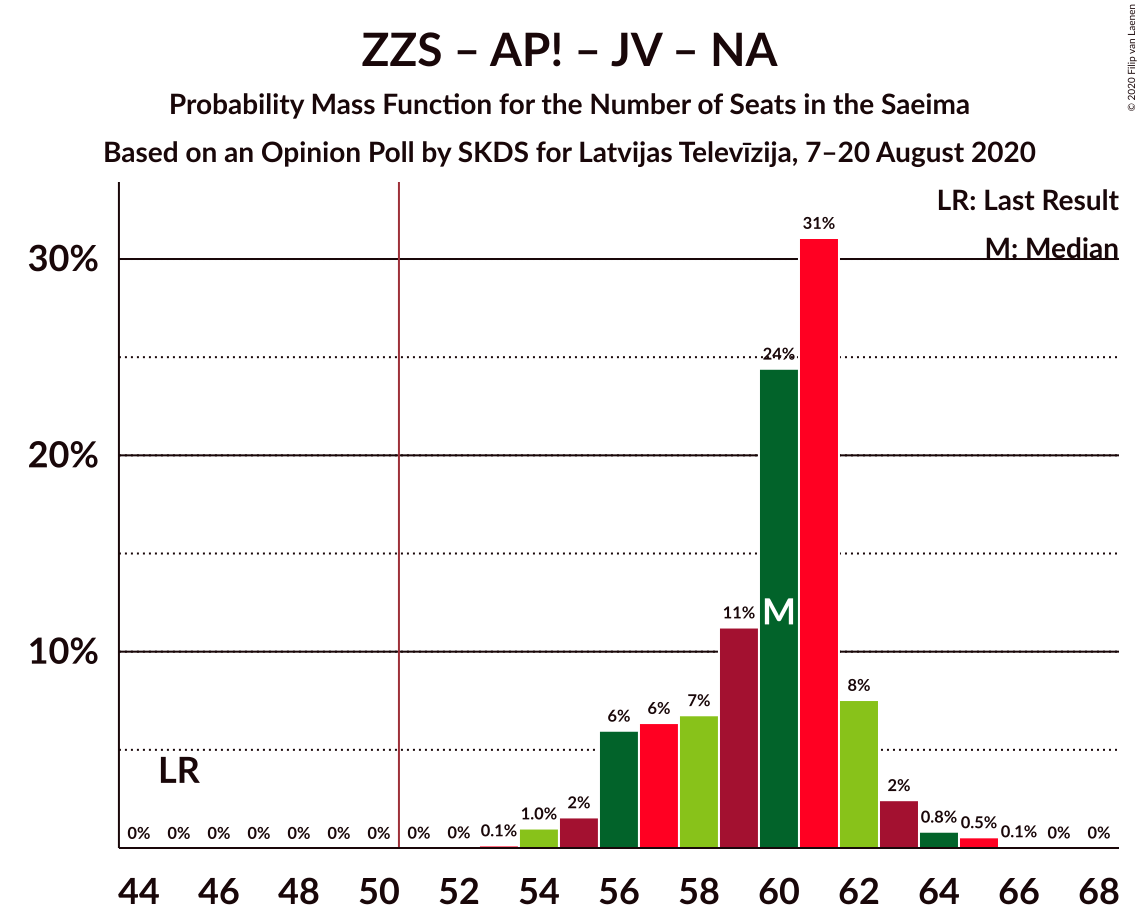 ZZS – AP! – JV – NA
Probability Mass Function for the Number of Seats in the Saeima
Based on an Opinion Poll by SKDS for Latvijas Televīzija, 7–20 August 2020
© 2020 Filip van Laenen
LR: Last Result
M: Median
30%
20%
10%
LR
M
0% 0% 0% 0% 0% 0% 0% 0% 0% 0.1% 1.0% 2% 6% 6% 7% 11% 24% 31% 8% 2% 0.8% 0.5% 0.1% 0% 0%
44 46 48 50 52 54 56 58 60 62 64 66 68